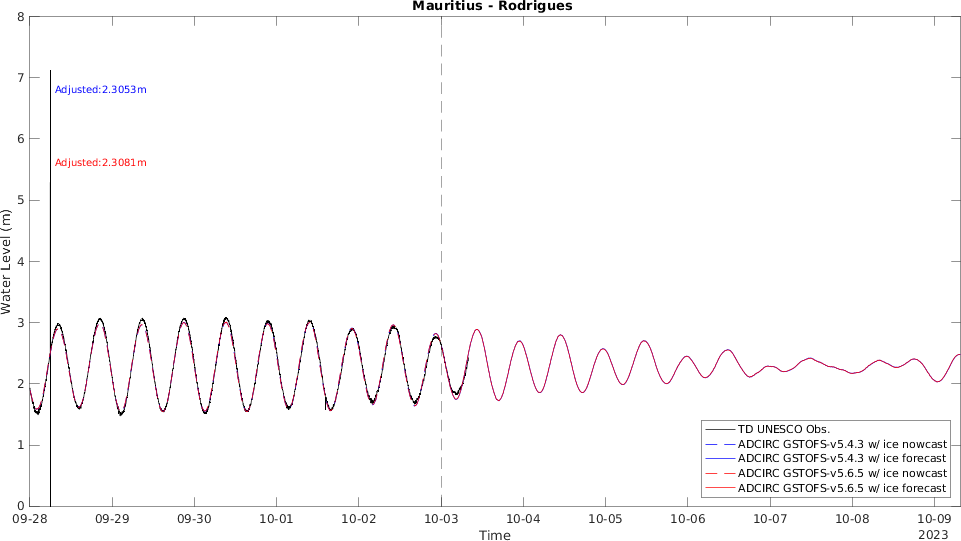 Mauritius - Rodrigues
8
7
6
5
4
3
2
1
0
Water Level (m)
Adjusted:2.3053m
Adjusted:2.3081m
TD UNESCO Obs.
ADCIRC GSTOFS-v5.4.3 w/ ice nowcast
ADCIRC GSTOFS-v5.4.3 w/ ice forecast
ADCIRC GSTOFS-v5.6.5 w/ ice nowcast
ADCIRC GSTOFS-v5.6.5 w/ ice forecast
09-28 09-29 09-30 10-01 10-02 10-03 10-04 10-05 10-06 10-07 10-08 10-09
Time
2023